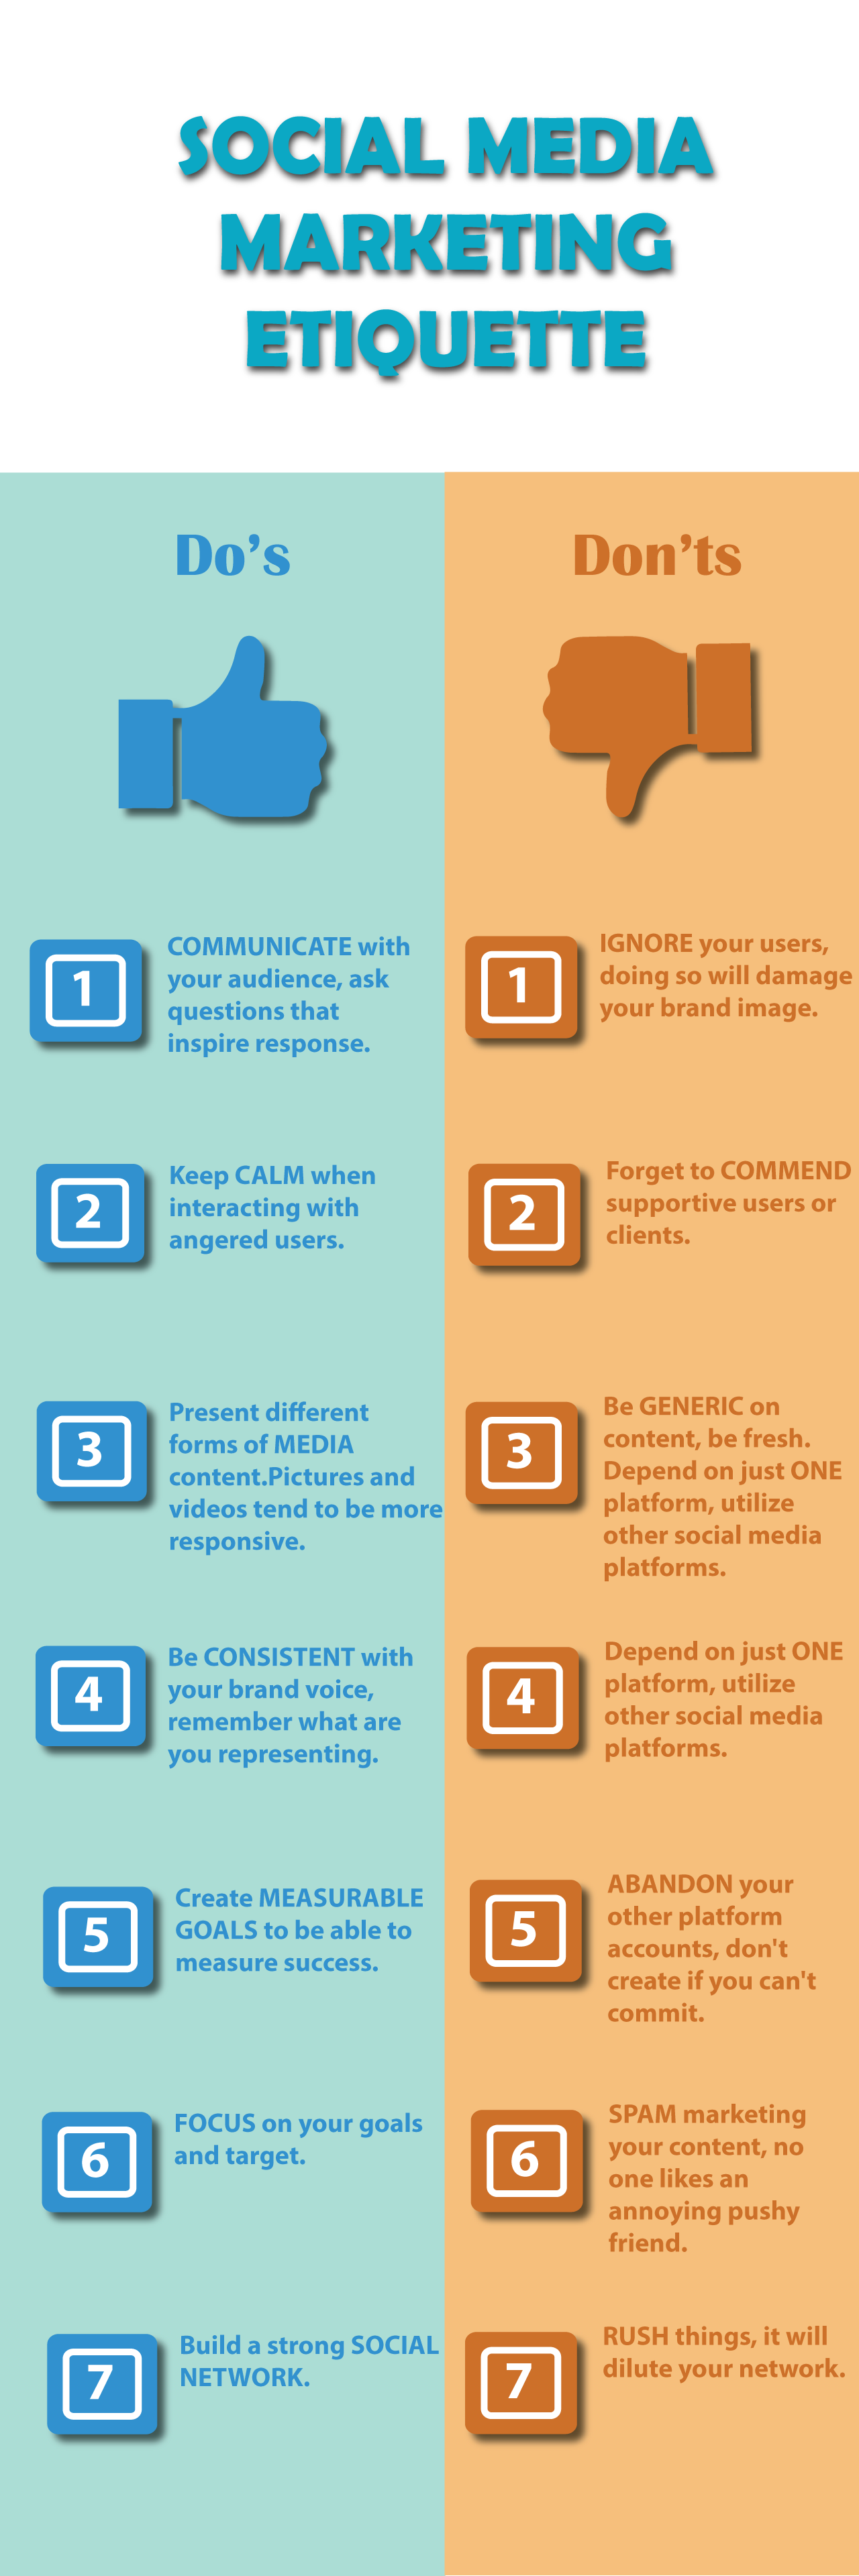 SOCIAL MEDIA
MARKETING
ETIQUETTE
Do's
1
COMMUNICATE with
your audience, ask
questions that
inspire response.
2
Keep CALM when
interacting with
angered users.
3
Present different
forms of MEDIA
content.Pictures and
videos tend to be more
responsive.
4
Be CONSISTENT with
your brand voice,
remember what are
you representing.
5
Create MEASURABLE
GOALS to be able to
measure success.
6
FOCUS on your goals
and target.
7
Build a strong SOCIAL
NETWORK.
Don'ts
1
IGNORE your users,
doing so will damage
your brand image.
2
Forget to COMMEND
supportive users or
clients.
3
Be GENERIC on
content, be fresh.
Depend on just ONE
platform, utilize
other social media
platforms.
4
Depend on just ONE
platform, utilize
other social media
platforms.
5
ABANDON your
other platform
accounts, don't
create if you can't
commit.
6
SPAM marketing
your content, no
one likes an
annoying pushy
friend.
7
RUSH things, it will
dilute your network.